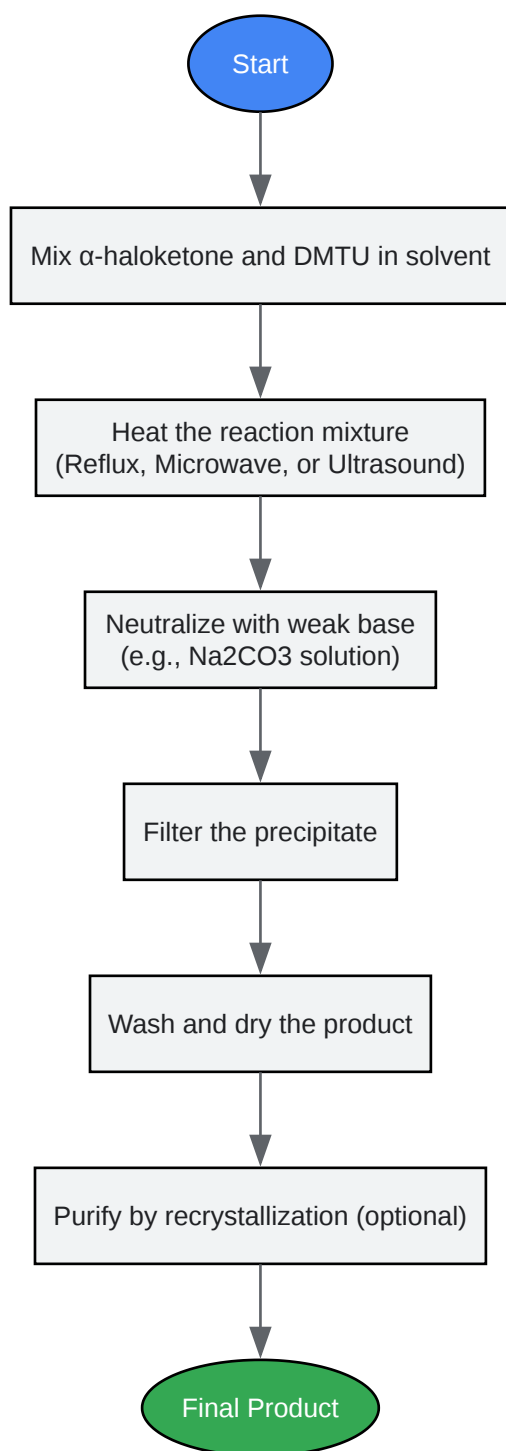 Start
Mix α-haloketone and DMTU in solvent
Heat the reaction mixture
(Reflux, Microwave, or Ultrasound)
Neutralize with weak base
(e.g., Na2CO3 solution)
Filter the precipitate
Wash and dry the product
Purify by recrystallization (optional)
Final Product